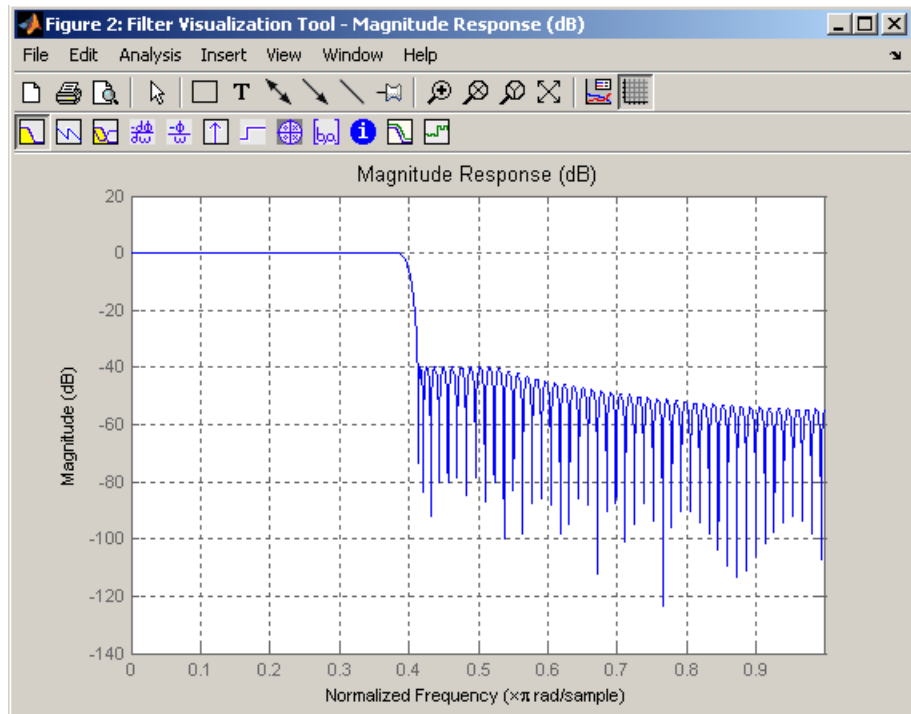 Figure 2: Filter Visualization Tool - Magnitude Response (dB)
File Edit Analysis Insert View Window Help
T
[b,a] i
Magnitude Response (dB)
20
0
-20
-40
-60
-80
-100
-120
-140
Magnitude (dB)
0 0.1 0.2 0.3 0.4 0.5 0.6 0.7 0.8 0.9
Normalized Frequency (×π rad/sample)